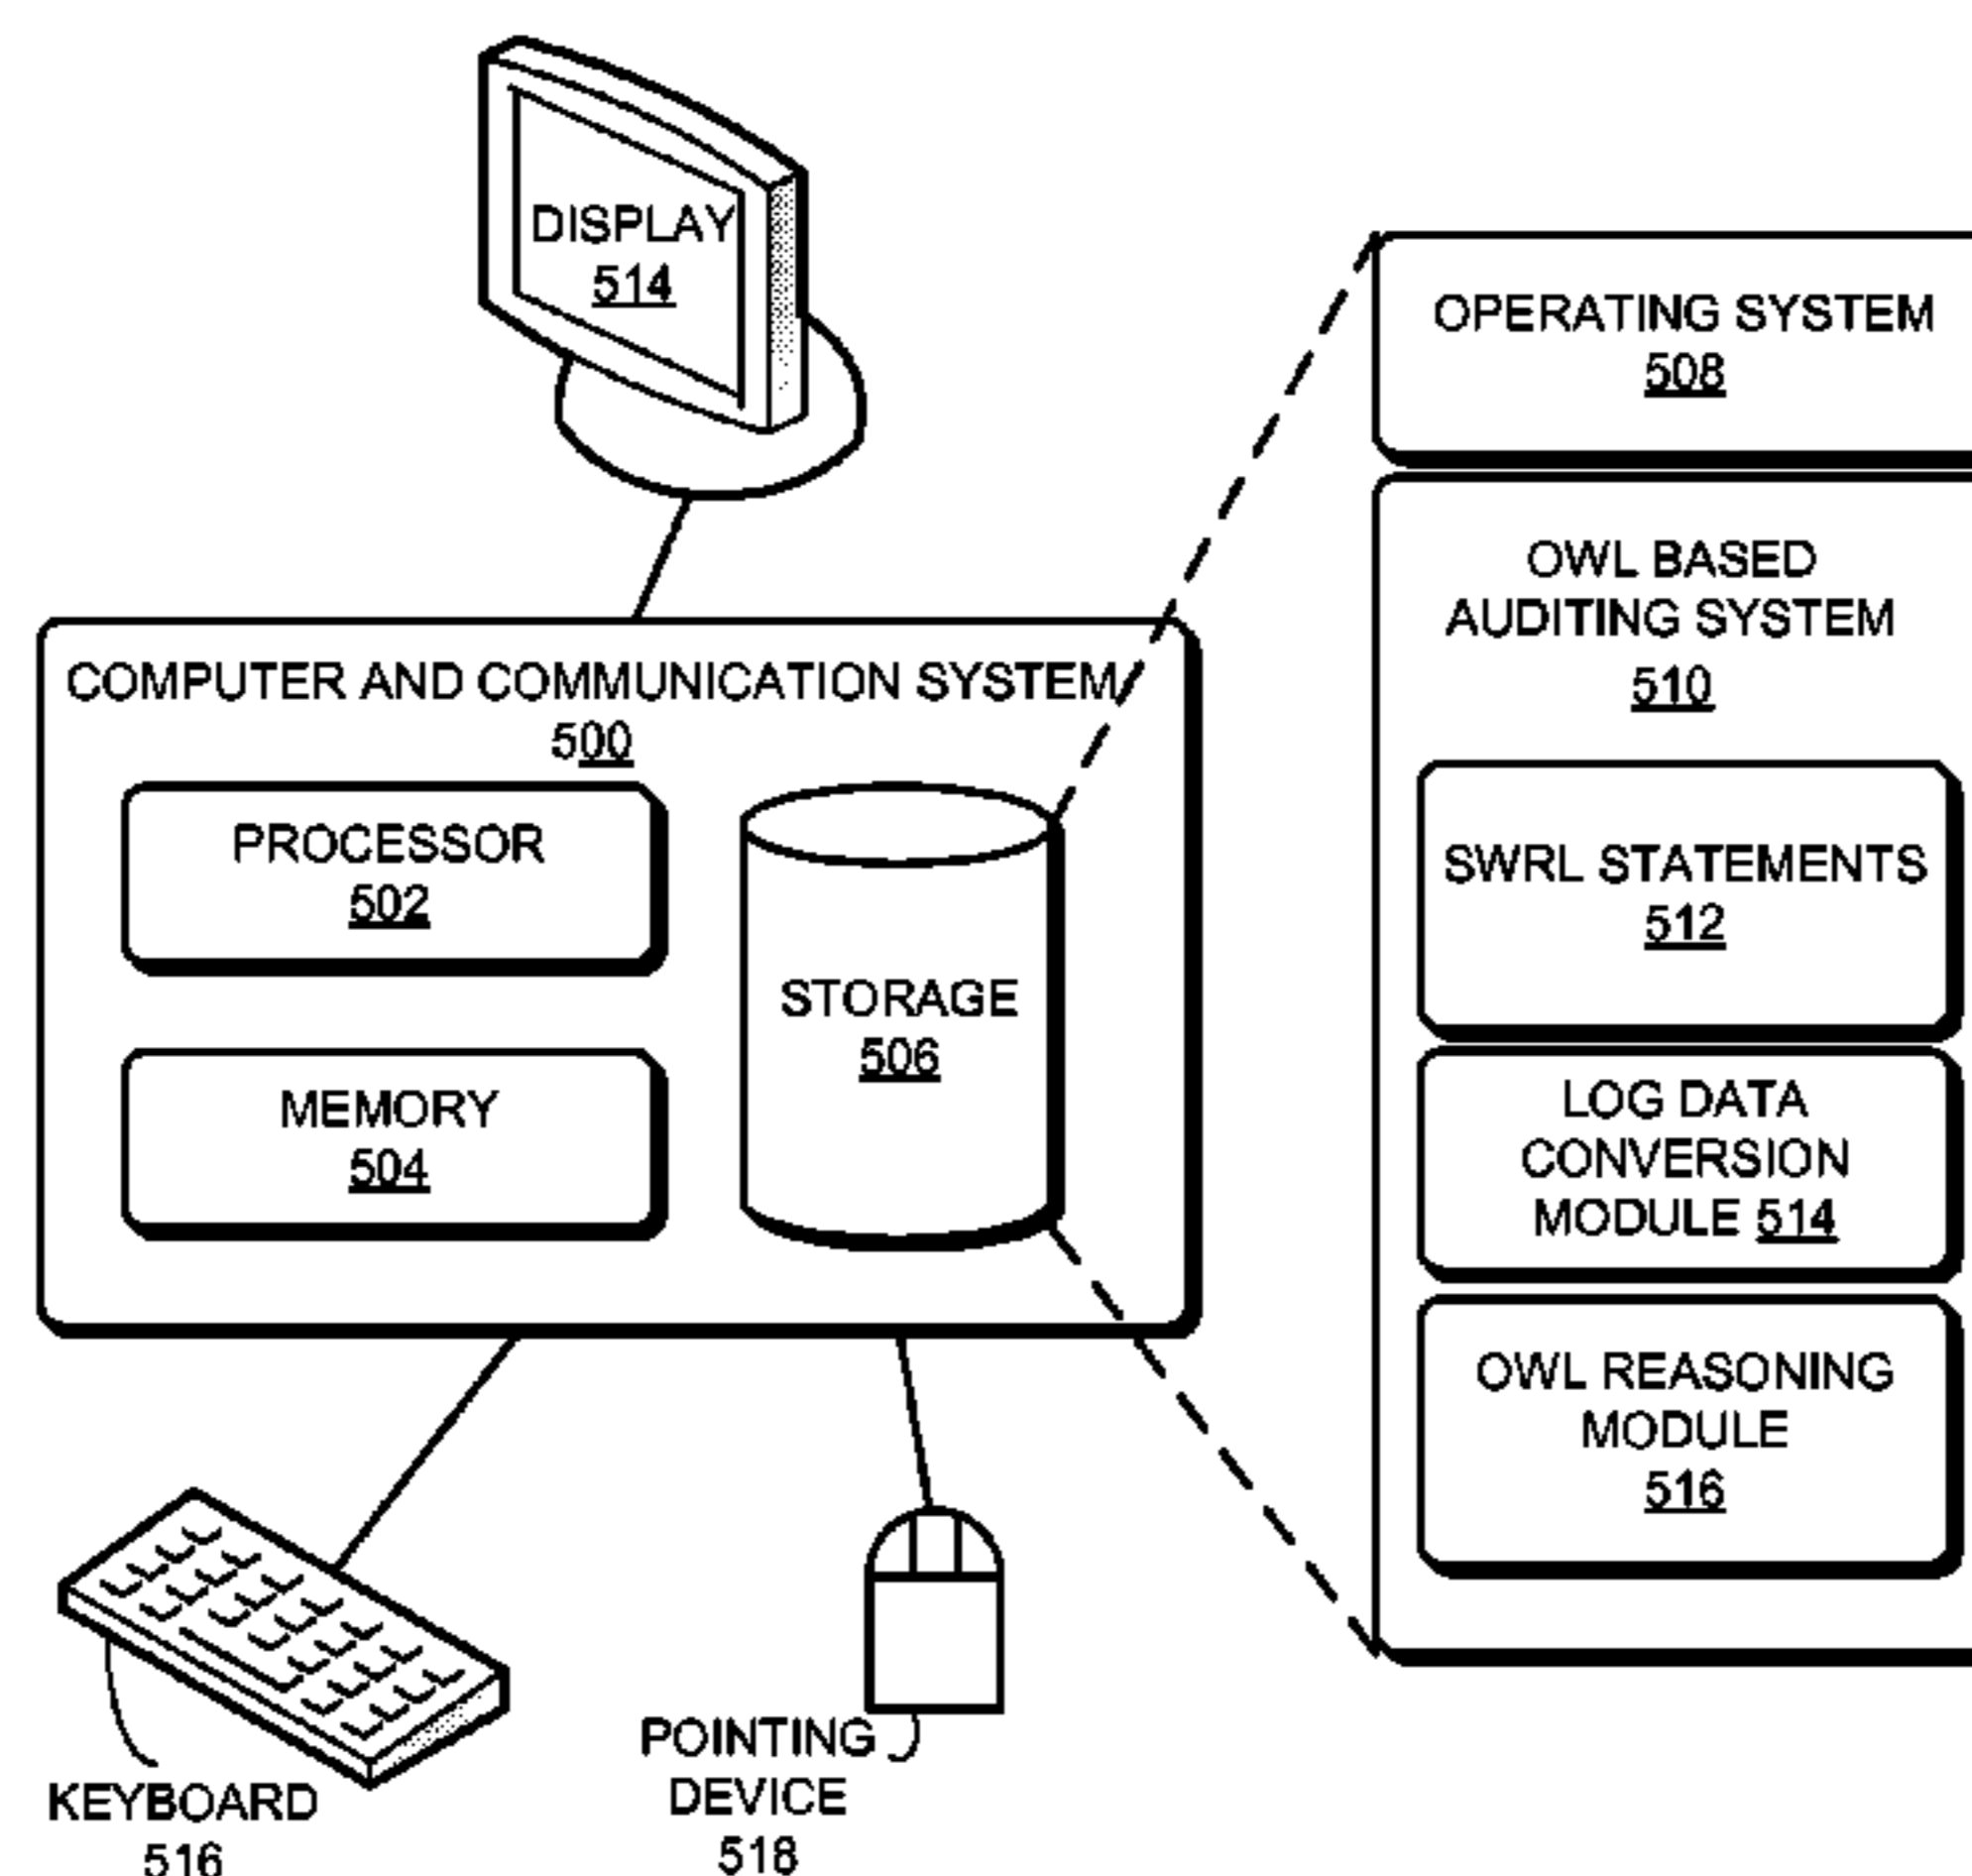 DISPLAY
514
OPERATING SYSTEM
508
OWL BASED
AUDITING SYSTEM
510
COMPUTER AND COMMUNICATION SYSTEM
500
PROCESSOR
502
STORAGE
506
MEMORY
504
SWRL STATEMENTS
512
LOG DATA
CONVERSION
MODULE 514
OWL REASONING
MODULE
516
KEYBOARD
516
POINTING
DEVICE
518